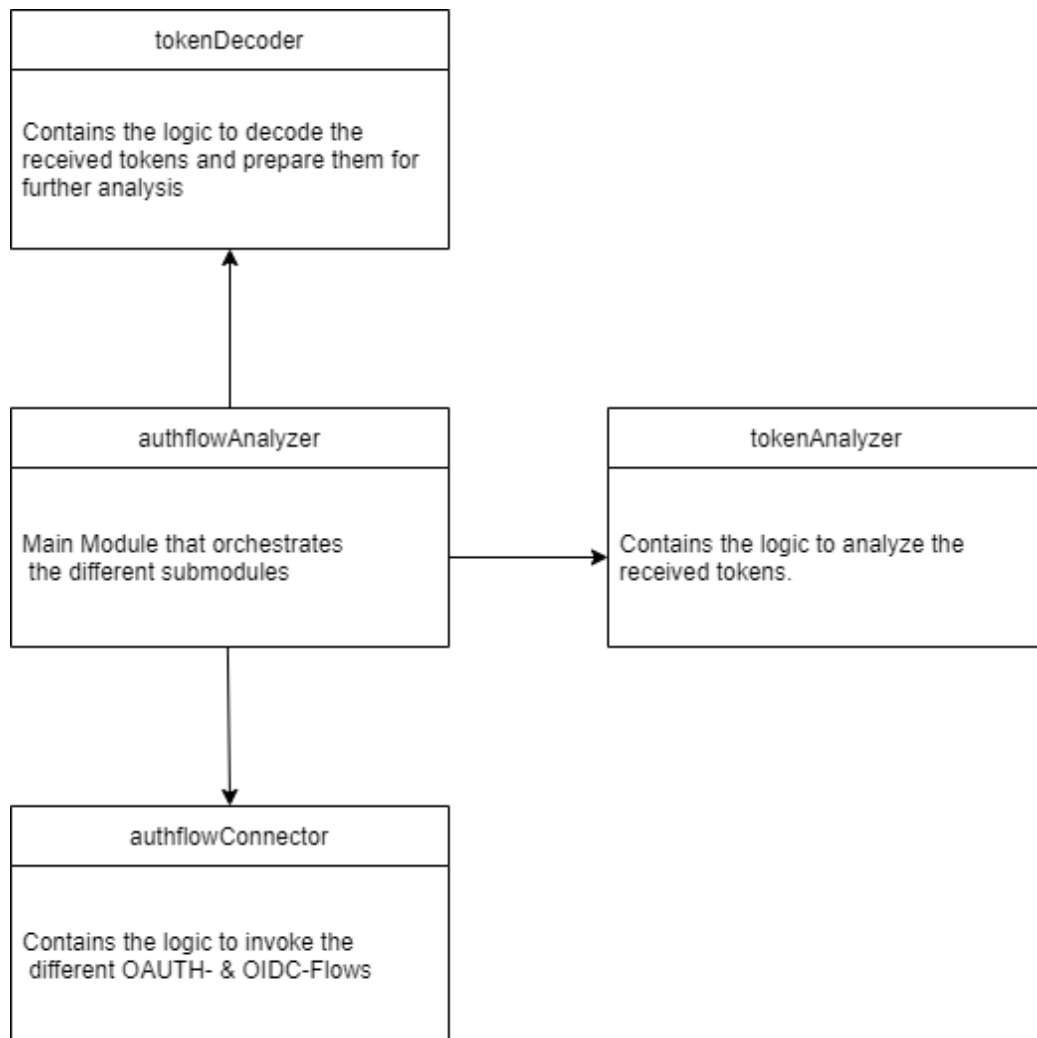 tokenDecoder
Contains the logic to decode the
received tokens and prepare them for
further analysis
authflowAnalyzer
Main Module that orchestrates
the different submodules
tokenAnalyzer
Contains the logic to analyze the
received tokens.
authflowConnector
Contains the logic to invoke the
different OAUTH- & OIDC-Flows